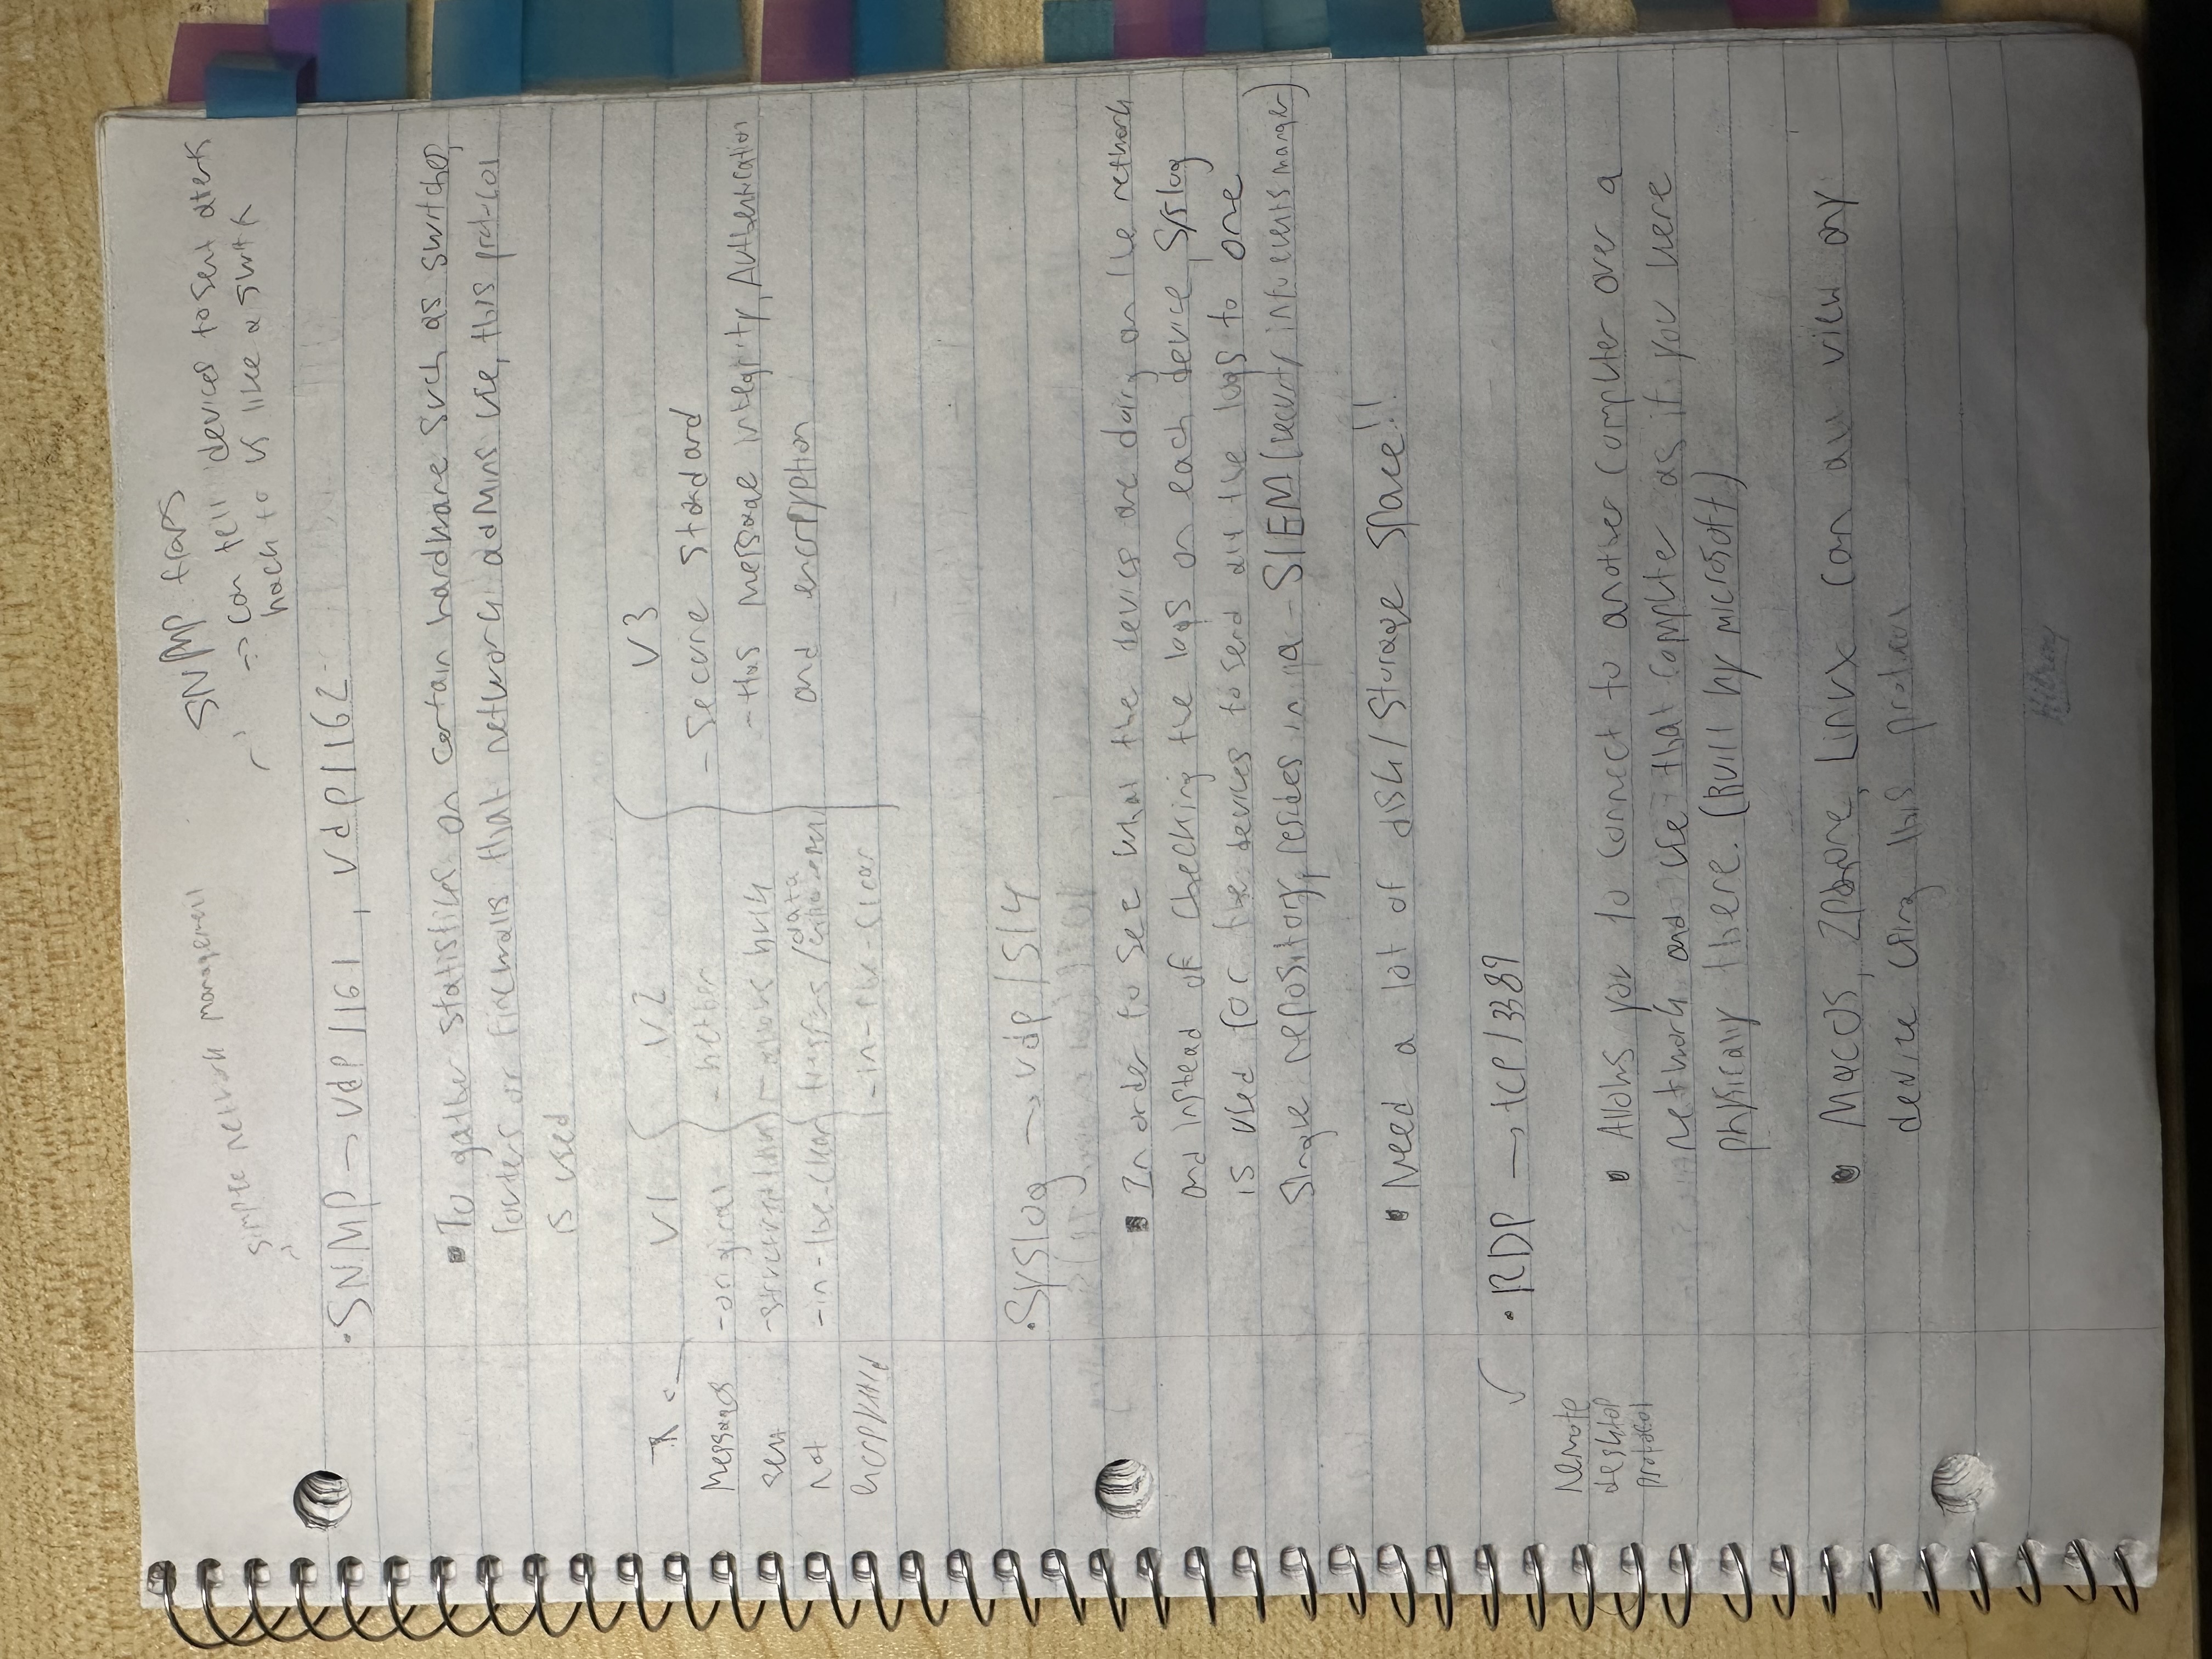 simple network management
SNMP traps
-> can tell devices to sent alerts
back to us like a switch
• SNMP → udp/161, udp/162
• To gather statistics on certain hardware such as switches,
routers or firewalls that network admins use, this protocol
is used
V1
V2
V3
Messages
sent
not
encrypted
- original
- structured
- in-the-clear
- better
- allows bulk
transfers / data
- in-the-clear
- Secure standard
- Has message integrity, Authentication
and encryption
• Syslog → udp/514
• In order to see what the devices are doing on the network
and instead of checking the logs on each device, Syslog
is used for the devices to send all the logs to one
single repository, resides in a - SIEM (security info events manger)
• Need a lot of disk/storage space!!
• RDP → tcp/3389
remote
desktop
protocol
• Allows you to connect to another computer over a
network and use that computer as if you were
physically there. (Built by microsoft)
• MacOS, IPhone, Linux can all view any
device using this protocol